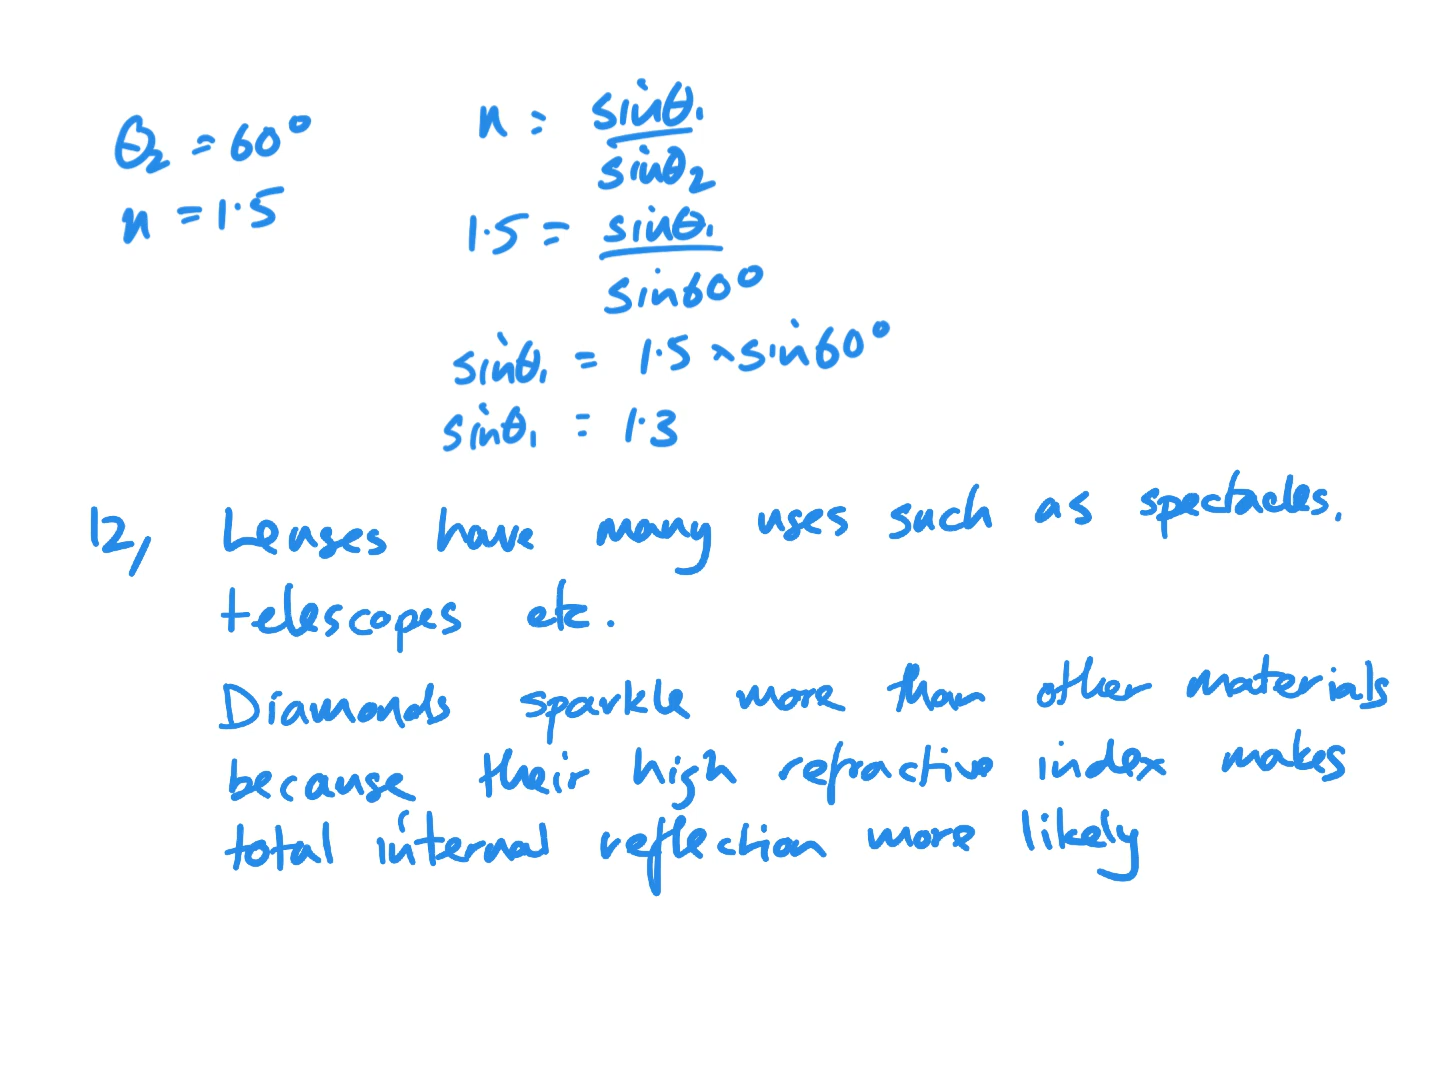 θ₂ = 60°
n = 1.5
n = sinθ₁ / sinθ₂
1.5 = sinθ₁ / sin60°
sinθ₁ = 1.5 × sin60°
sinθ₁ = 1.3
12, Lenses have many uses such as spectacles,
telescopes etc.
Diamonds sparkle more than other materials
because their high refractive index makes
total internal reflection more likely